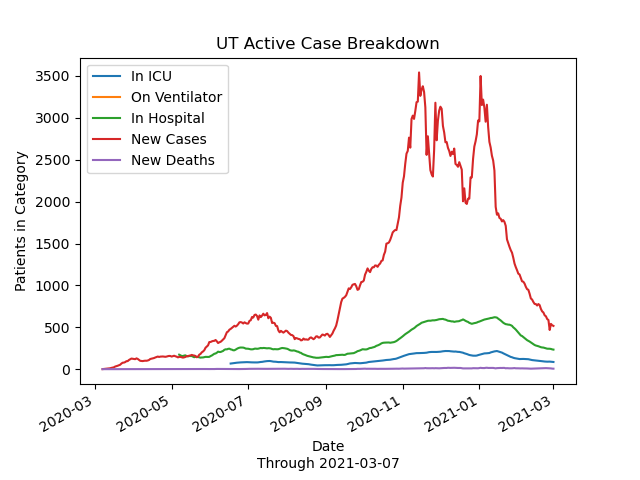 UT Active Case Breakdown
In ICU
On Ventilator
In Hospital
New Cases
New Deaths
Patients in Category
3500
3000
2500
2000
1500
1000
500
0
2020-03
2020-05
2020-07
2020-09
2020-11
2021-01
2021-03
Date
Through 2021-03-07